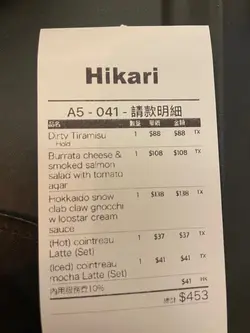 Hikari
A5 - 041 - 請款明細
品名 數量 單價 金額
Dirty Tiramisu 1 $88 $88 TX
Hold
Burrata cheese & 1 $108 $108 TX
smoked salmon
salad with tomato
agar
Hokkaido snow 1 $138 $138 TX
clab claw gnocchi
w lobstar cream
sauce
(Hot) cointreau 1 $37 $37 TX
Latte (Set)
(Iced) cointreau 1 $41 $41 TX
mocha Latte (Set)
內用服務費10% $41 TX
總計 $453